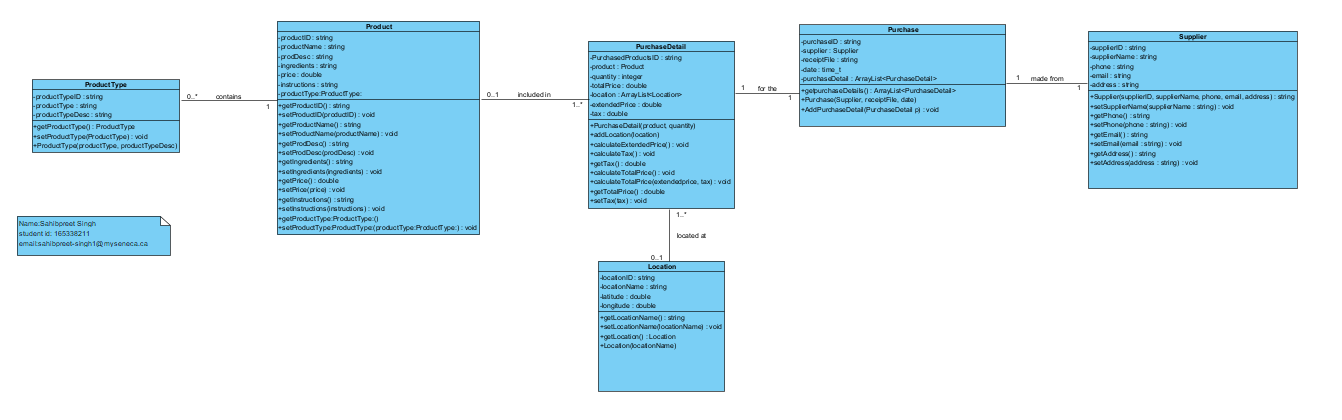 ProductType
-productTypeID : string
-productType : string
-productTypeDesc : string
+getProductType() : ProductType
+setProductType(ProductType) : void
+ProductType(productType, productTypeDesc)
0..*
contains
1
Product
-productID : string
-productName : string
-prodDesc : string
-ingredients : string
-price : double
-instructions : string
-productType:ProductType:
+getProductID() : string
+setProductID(productID) : void
+getProductName() : string
+setProductName(productName) : void
+getProdDesc() : string
+setProdDesc(prodDesc) : void
+getIngredients() : string
+setIngredients(ingredients) : void
+getPrice() : double
+setPrice(price) : void
+getInstructions() : string
+setInstructions(instructions) : void
+getProductType:ProductType:()
+setProductType:ProductType:(productType:ProductType:) : void
0..1
included in
1..*
PurchaseDetail
-PurchasedProductsID : string
-product : Product
-quantity : integer
-totalPrice : double
-location : ArrayList<Location>
-extendedPrice : double
-tax : double
+PurchaseDetail(product, quantity)
+addLocation(location)
+calculateExtendedPrice() : void
+calculateTax() : void
+getTax() : double
+calculateTotalPrice() : void
+calculateTotalPrice(extendedprice, tax) : void
+getTotalPrice() : double
+setTax(tax) : void
1
for the
1
Purchase
-purchaseID : string
-supplier : Supplier
-receiptFile : string
-date : time_t
-purchaseDetail : ArrayList<PurchaseDetail>
+getpurchaseDetails() : ArrayList<PurchaseDetail>
+Purchase(Supplier, receiptFile, date)
+AddPurchaseDetail(PurchaseDetail p) : void
1
made from
1
Supplier
-supplierID : string
-supplierName : string
-phone : string
-email : string
-address : string
+Supplier(supplierID, supplierName, phone, email, address) : string
+setSupplierName(supplierName : string) : void
+getPhone() : string
+setPhone(phone : string) : void
+getEmail() : string
+setEmail(email : string) : void
+getAddress() : string
+setAddress(address : string) : void
1..*
located at
0..1
Location
-locationID : string
-locationName : string
-latitude : double
-longitude : double
+getLocationName() : string
+setLocationName(locationName) : void
+getLocation() : Location
+Location(locationName)
Name:Sahibpreet Singh
student id: 165338211
email:sahibpreet-singh1@myseneca.ca